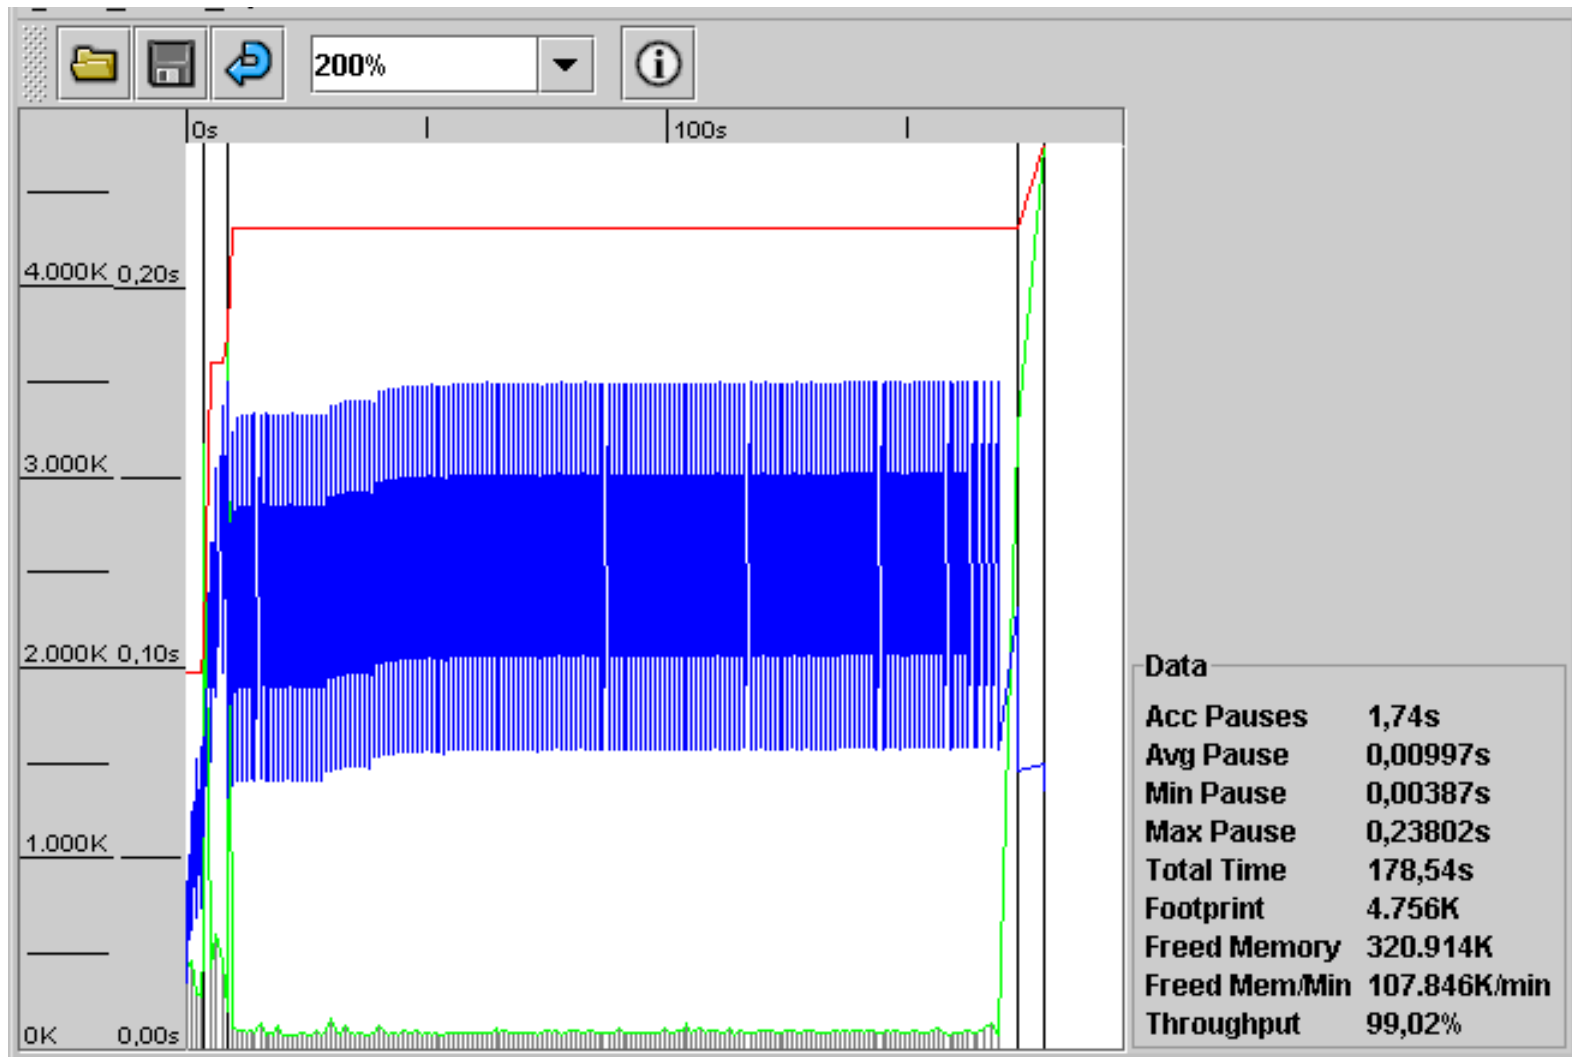 200%
0s
100s
4.000K 0,20s
3.000K
2.000K 0,10s
1.000K
0K 0,00s
Data
Acc Pauses 1,74s
Avg Pause 0,00997s
Min Pause 0,00387s
Max Pause 0,23802s
Total Time 178,54s
Footprint 4.756K
Freed Memory 320.914K
Freed Mem/Min 107.846K/min
Throughput 99,02%